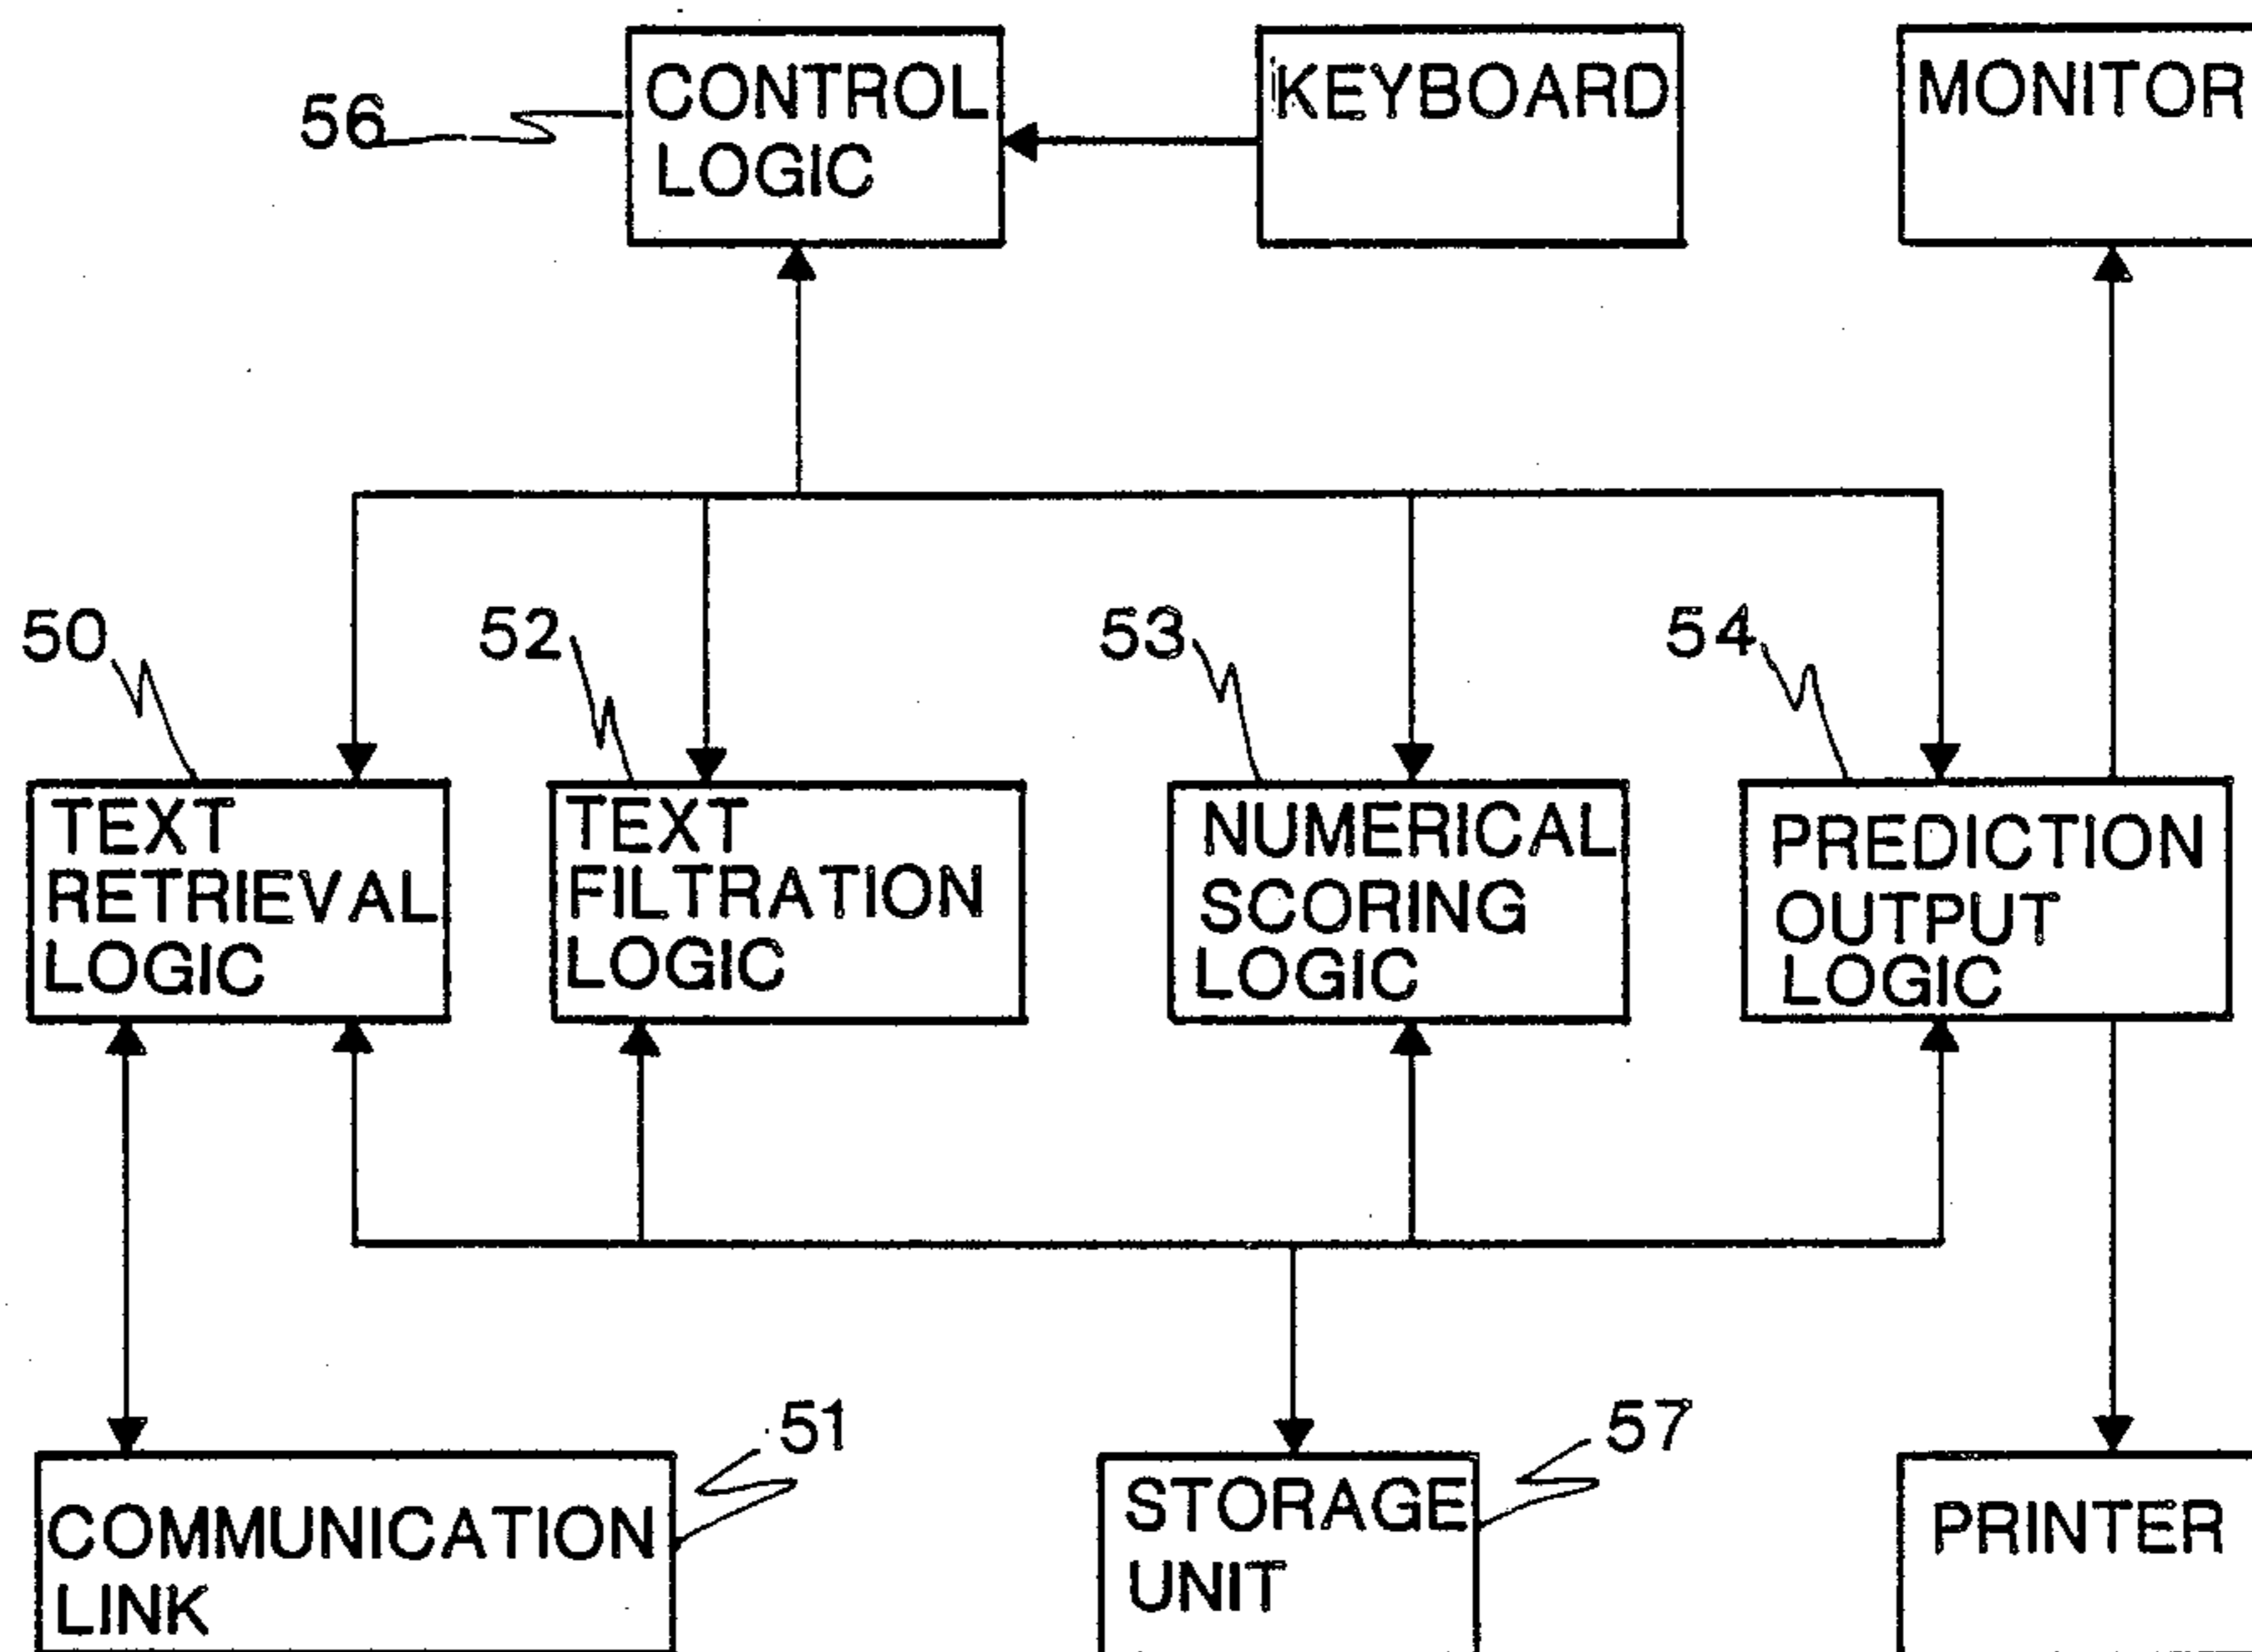 56
CONTROL
LOGIC
KEYBOARD
MONITOR
50
52
53
54
TEXT
RETRIEVAL
LOGIC
TEXT
FILTRATION
LOGIC
NUMERICAL
SCORING
LOGIC
PREDICTION
OUTPUT
LOGIC
COMMUNICATION
LINK
51
STORAGE
UNIT
57
PRINTER